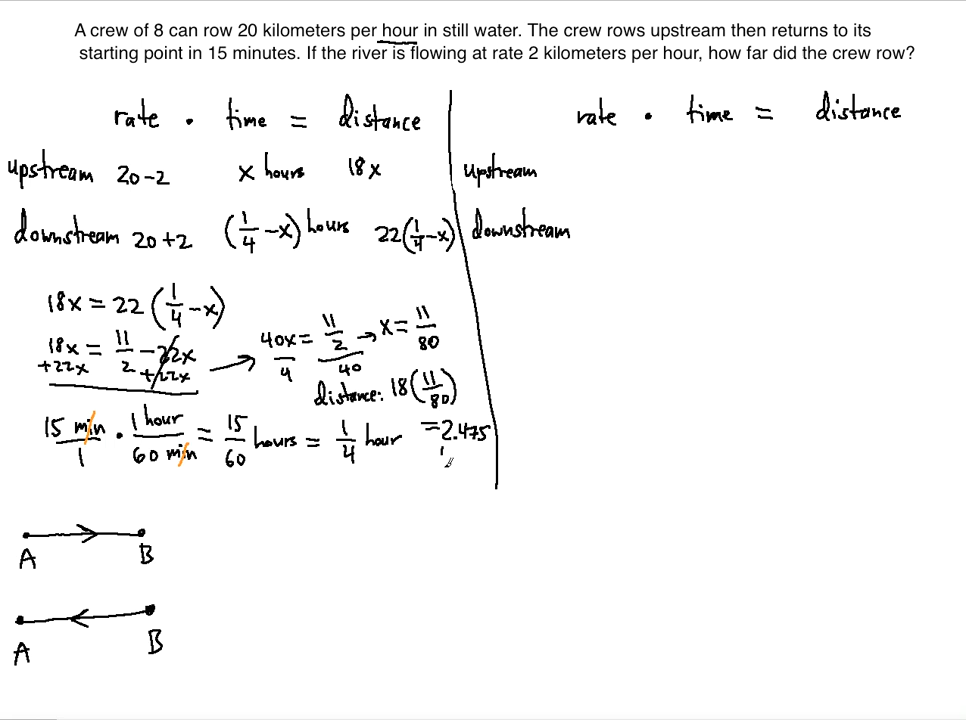 A crew of 8 can row 20 kilometers per hour in still water. The crew rows upstream then returns to its
starting point in 15 minutes. If the river is flowing at rate 2 kilometers per hour, how far did the crew row?
rate · time = distance
upstream 20-2 x hours 18x
downstream 20+2 (1/4-x) hours 22(1/4-x)
18x = 22(1/4-x)
18x = 11/2 - 22x
+22x +22x
40x = 11/2 → x = 11/80
4 40
distance: 18(11/80)
= 2.475
15 min/1 · 1 hour/60 min = 15/60 hours = 1/4 hour
A B
A B
rate · time = distance
upstream
downstream